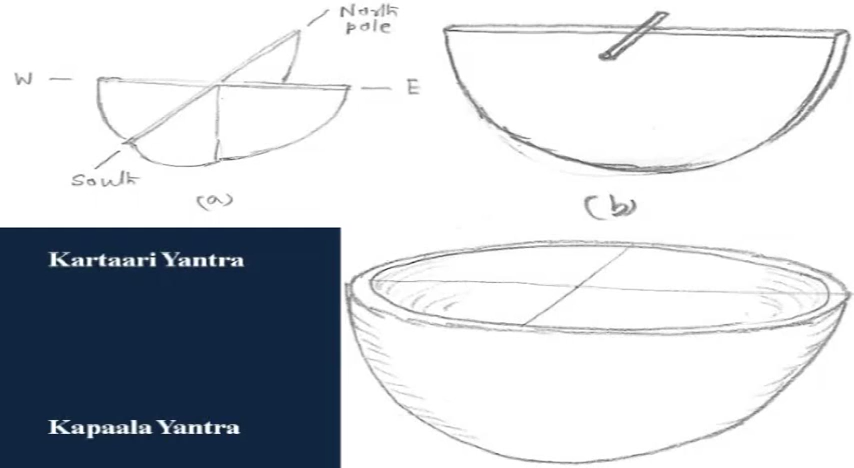 North
pole
W
E
South
(a)
(b)
Kartaari Yantra
Kapaala Yantra